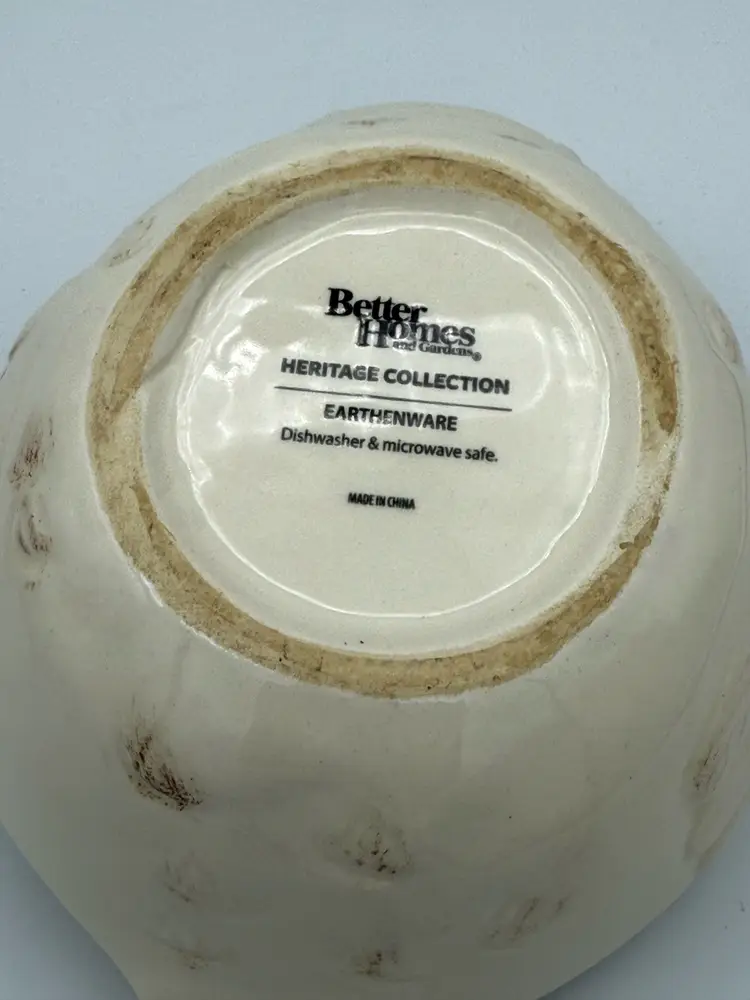 Better
Homes
and Gardens®
HERITAGE COLLECTION
EARTHENWARE
Dishwasher & microwave safe.
MADE IN CHINA